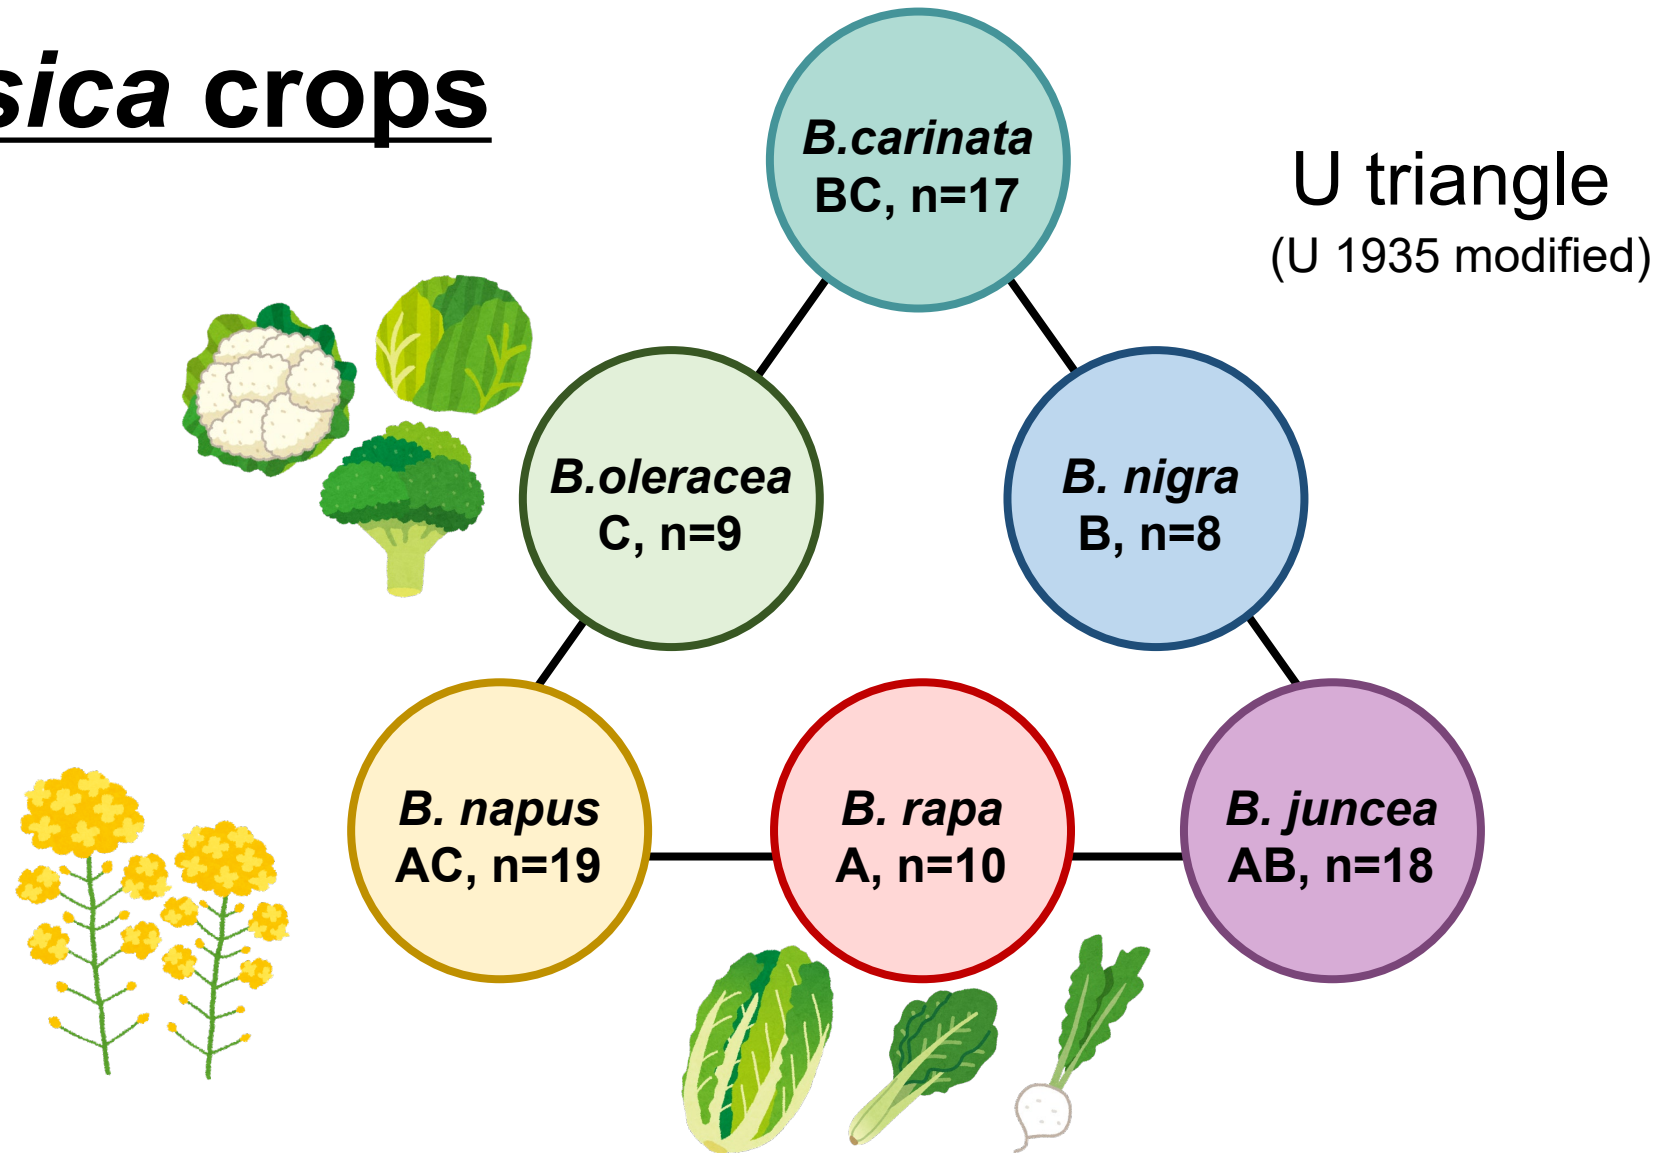 sica crops
B.carinata
BC, n=17
U triangle
(U 1935 modified)
B.oleracea
C, n=9
B. nigra
B, n=8
B. napus
AC, n=19
B. rapa
A, n=10
B. juncea
AB, n=18